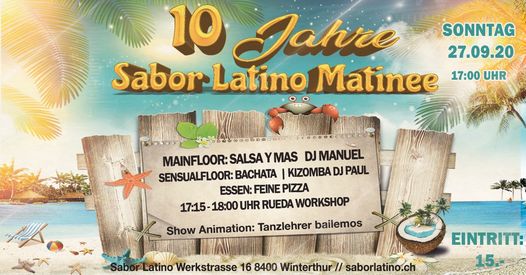 10 Jahre
Sabor Latino Matinee
SONNTAG
27.09.20
17:00 UHR
MAINFLOOR: SALSA Y MAS DJ MANUEL
SENSUALFLOOR: BACHATA | KIZOMBA DJ PAUL
ESSEN: FEINE PIZZA
17:15 - 18:00 UHR RUEDA WORKSHOP
Show Animation: Tanzlehrer bailemos
EINTRITT:
15.-
Sabor Latino Werkstrasse 16 8400 Winterthur // saborlatino.ch